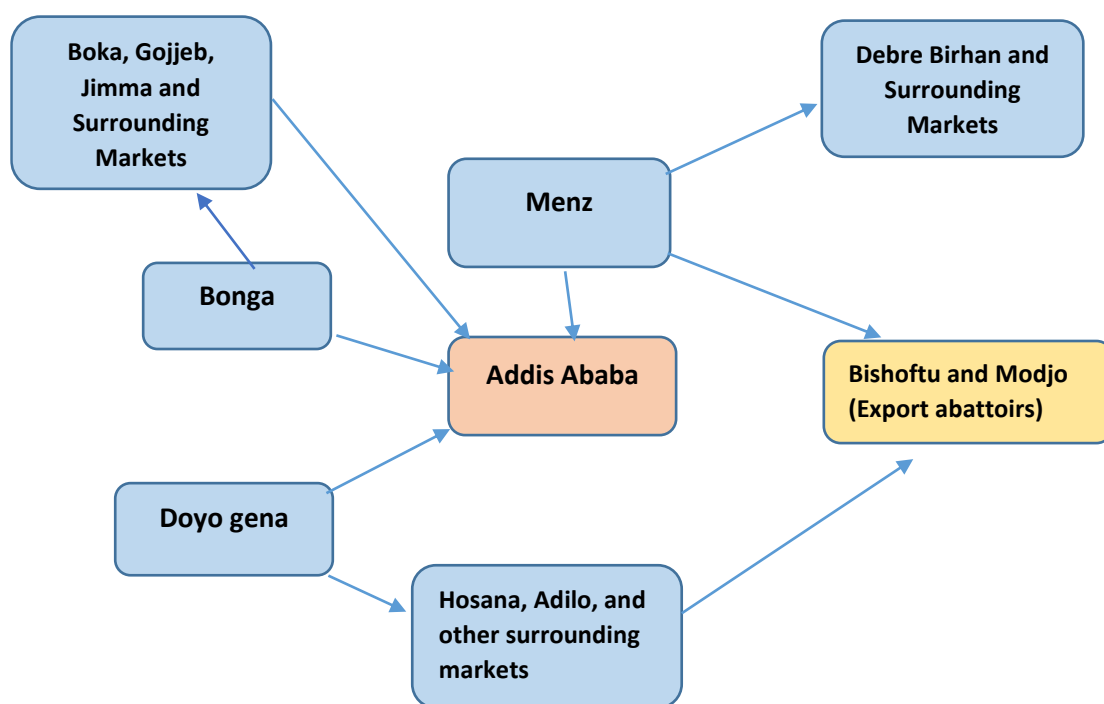 Boka, Gojjeb,
Jimma and
Surrounding
Markets
Debre Birhan and
Surrounding
Markets
Menz
Bonga
Addis Ababa
Bishoftu and Modjo
(Export abattoirs)
Doyo gena
Hosana, Adilo, and
other surrounding
markets